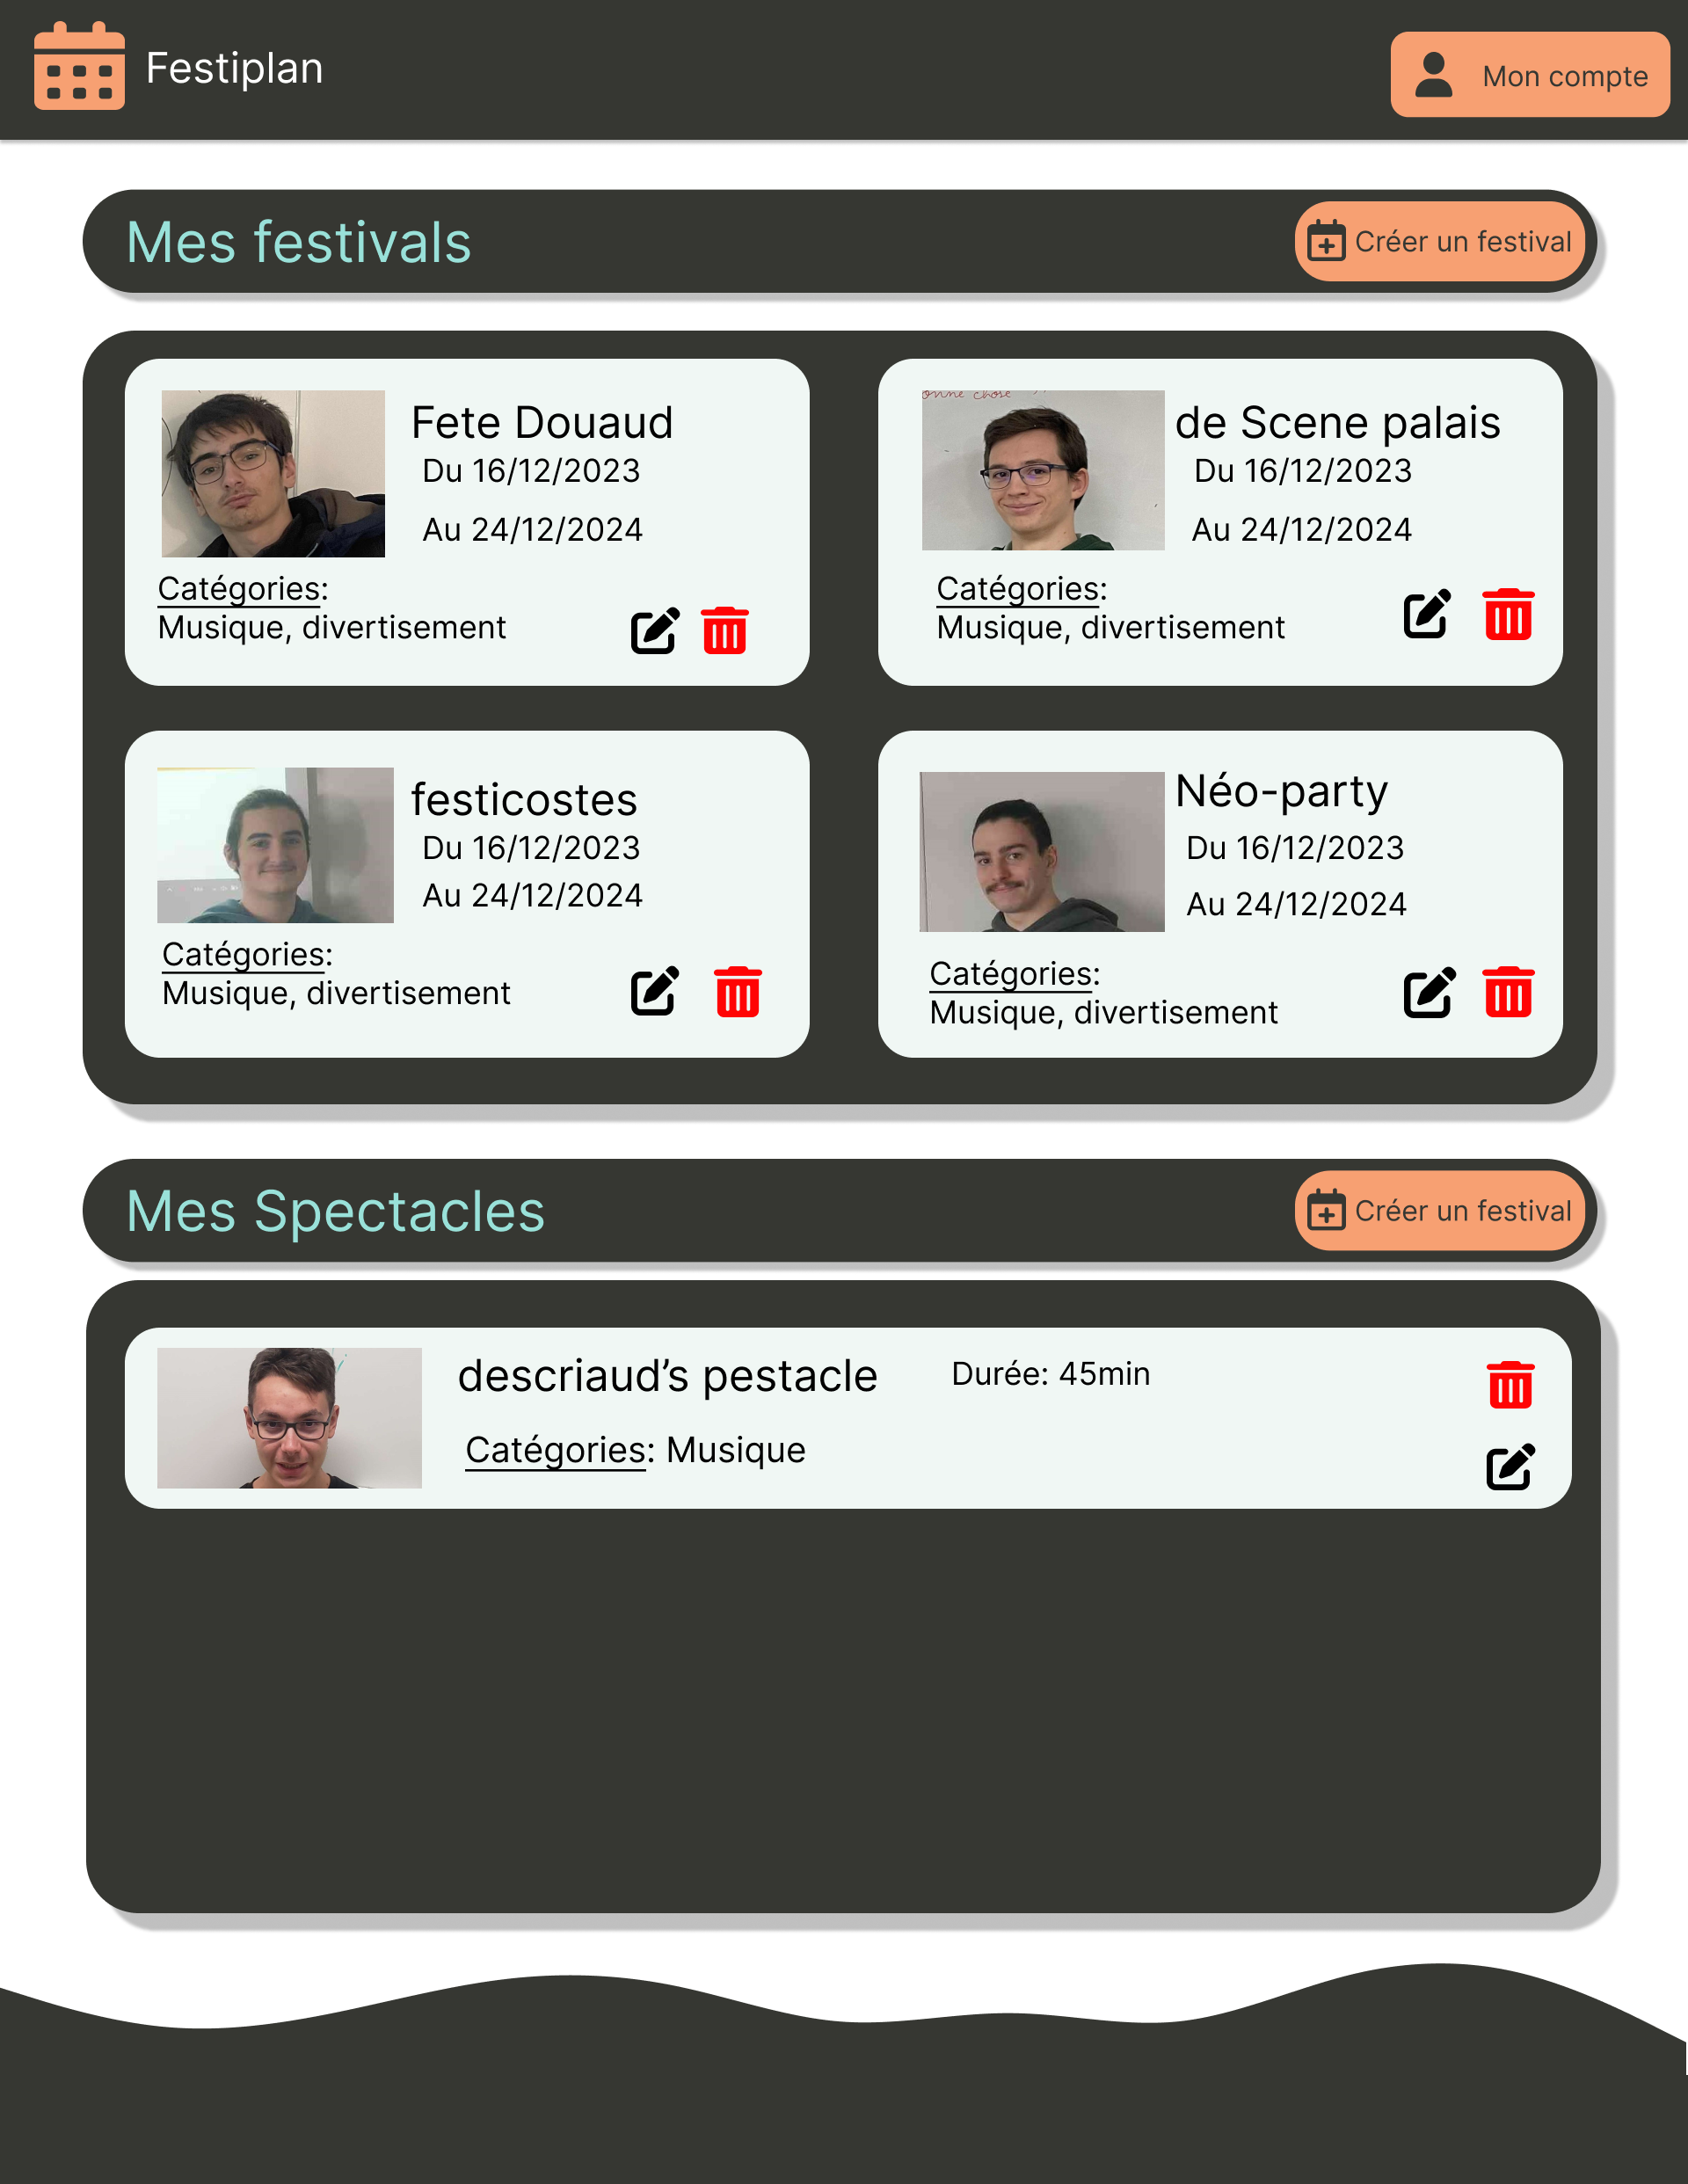 Festiplan
Mon compte
Mes festivals
Créer un festival
Fete Douaud
Du 16/12/2023
Au 24/12/2024
Catégories:
Musique, divertisement
onne chose
de Scene palais
Du 16/12/2023
Au 24/12/2024
Catégories:
Musique, divertisement
festicostes
Du 16/12/2023
Au 24/12/2024
Catégories:
Musique, divertisement
Néo-party
Du 16/12/2023
Au 24/12/2024
Catégories:
Musique, divertisement
Mes Spectacles
Créer un festival
descriaud’s pestacle
Durée: 45min
Catégories: Musique